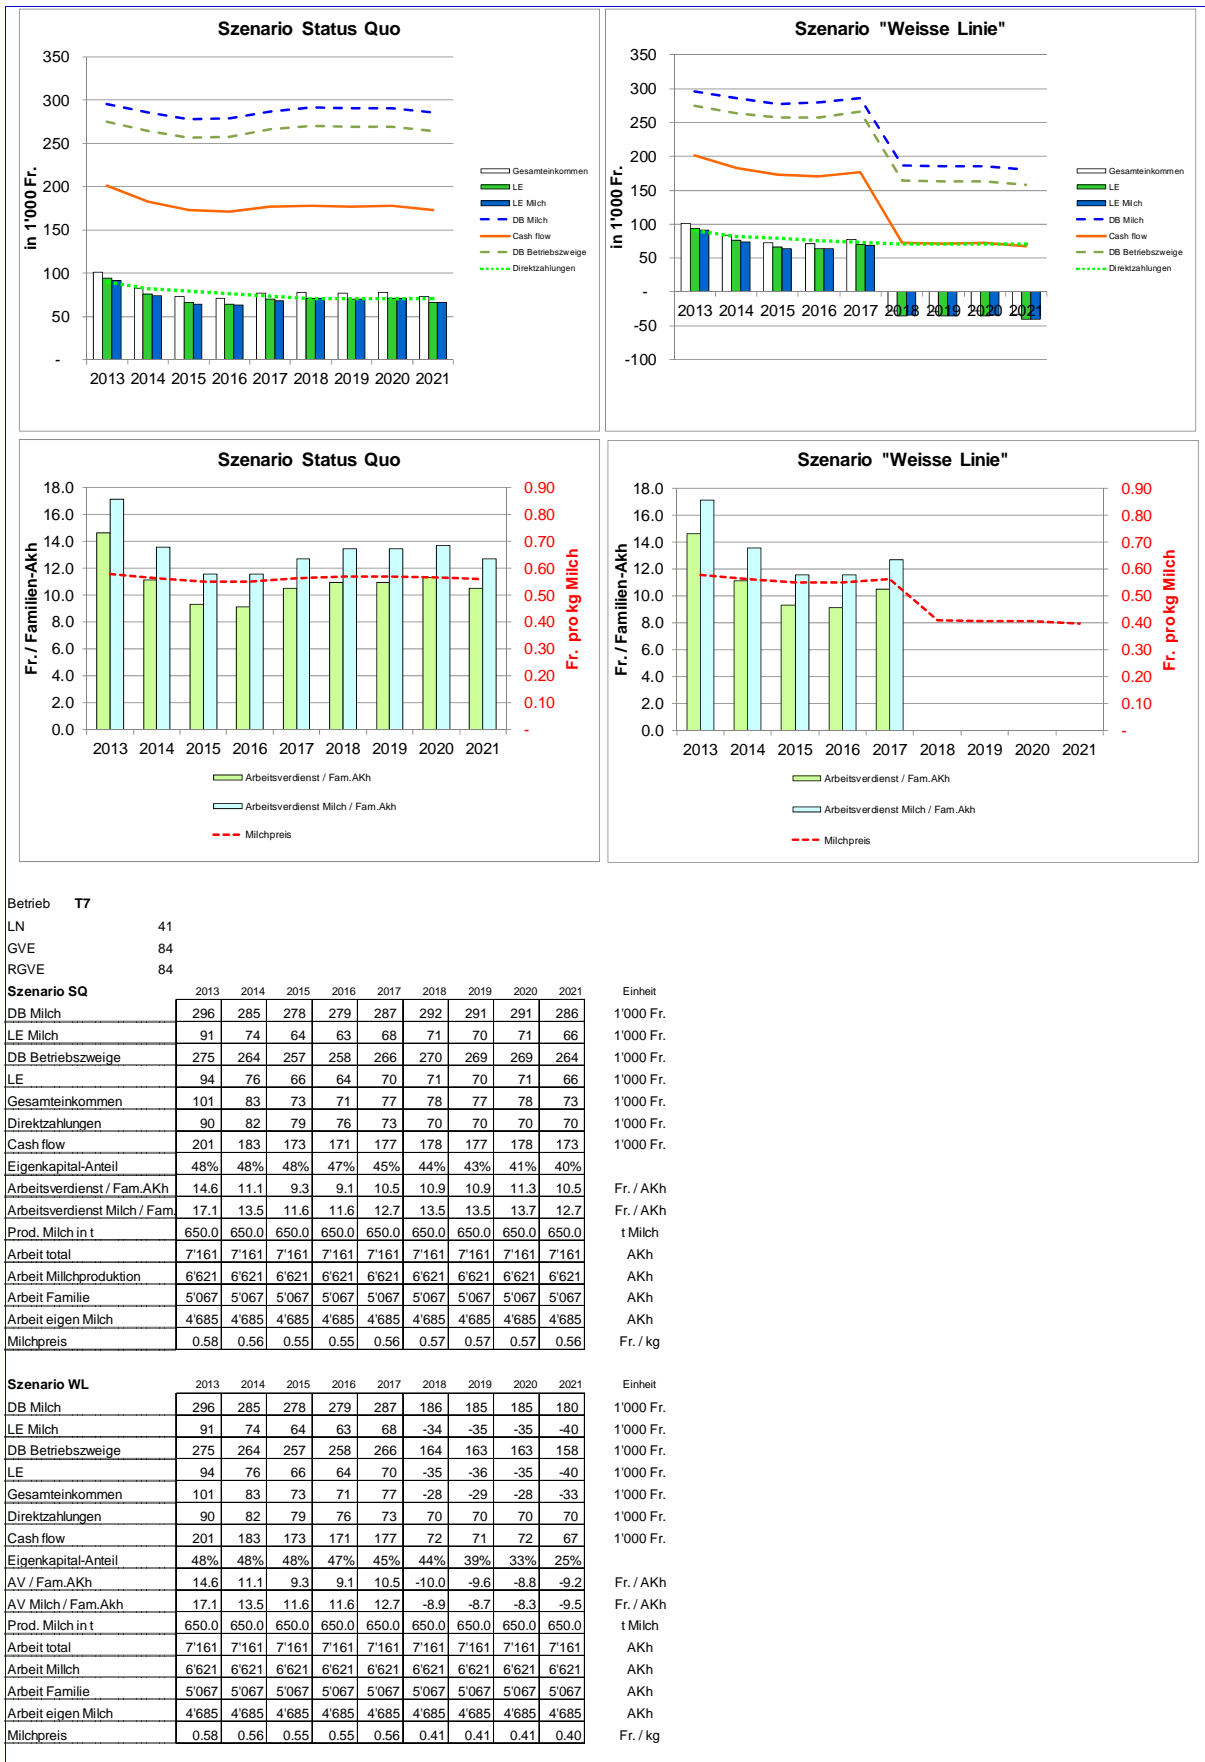 Szenario Status Quo
350
300
250
200
150
100
50
-
in 1'000 Fr.
2013 2014 2015 2016 2017 2018 2019 2020 2021
Gesamteinkommen
LE
LE Milch
DB Milch
Cash flow
DB Betriebszweige
Direktzahlungen
Szenario "Weisse Linie"
350
300
250
200
150
100
50
-
-50
-100
in 1'000 Fr.
2013 2014 2015 2016 2017 2018 2019 2020 2021
Gesamteinkommen
LE
LE Milch
DB Milch
Cash flow
DB Betriebszweige
Direktzahlungen
Szenario Status Quo
18.0
16.0
14.0
12.0
10.0
8.0
6.0
4.0
2.0
0.0
Fr. / Familien-Akh
0.90
0.80
0.70
0.60
0.50
0.40
0.30
0.20
0.10
-
Fr. pro kg Milch
2013 2014 2015 2016 2017 2018 2019 2020 2021
Arbeitsverdienst / Fam.AKh
Arbeitsverdienst Milch / Fam.Akh
Milchpreis
Szenario "Weisse Linie"
18.0
16.0
14.0
12.0
10.0
8.0
6.0
4.0
2.0
0.0
Fr. / Familien-Akh
0.90
0.80
0.70
0.60
0.50
0.40
0.30
0.20
0.10
-
Fr. pro kg Milch
2013 2014 2015 2016 2017 2018 2019 2020 2021
Arbeitsverdienst / Fam.AKh
Arbeitsverdienst Milch / Fam.Akh
Milchpreis
Betrieb T7
LN 41
GVE 84
RGVE 84
Szenario SQ 2013 2014 2015 2016 2017 2018 2019 2020 2021 Einheit
DB Milch 296 285 278 279 287 292 291 291 286 1'000 Fr.
LE Milch 91 74 64 63 68 71 70 71 66 1'000 Fr.
DB Betriebszweige 275 264 257 258 266 270 269 269 264 1'000 Fr.
LE 94 76 66 64 70 71 70 71 66 1'000 Fr.
Gesamteinkommen 101 83 73 71 77 78 77 78 73 1'000 Fr.
Direktzahlungen 90 82 79 76 73 70 70 70 70 1'000 Fr.
Cash flow 201 183 173 171 177 178 177 178 173 1'000 Fr.
Eigenkapital-Anteil 48% 48% 48% 47% 45% 44% 43% 41% 40%
Arbeitsverdienst / Fam.AKh 14.6 11.1 9.3 9.1 10.5 10.9 10.9 11.3 10.5 Fr. / AKh
Arbeitsverdienst Milch / Fam. 17.1 13.5 11.6 11.6 12.7 13.5 13.5 13.7 12.7 Fr. / AKh
Prod. Milch in t 650.0 650.0 650.0 650.0 650.0 650.0 650.0 650.0 650.0 t Milch
Arbeit total 7'161 7'161 7'161 7'161 7'161 7'161 7'161 7'161 7'161 AKh
Arbeit Millchproduktion 6'621 6'621 6'621 6'621 6'621 6'621 6'621 6'621 6'621 AKh
Arbeit Familie 5'067 5'067 5'067 5'067 5'067 5'067 5'067 5'067 5'067 AKh
Arbeit eigen Milch 4'685 4'685 4'685 4'685 4'685 4'685 4'685 4'685 4'685 AKh
Milchpreis 0.58 0.56 0.55 0.55 0.56 0.57 0.57 0.57 0.56 Fr. / kg
Szenario WL 2013 2014 2015 2016 2017 2018 2019 2020 2021 Einheit
DB Milch 296 285 278 279 287 186 185 185 180 1'000 Fr.
LE Milch 91 74 64 63 68 -34 -35 -35 -40 1'000 Fr.
DB Betriebszweige 275 264 257 258 266 164 163 163 158 1'000 Fr.
LE 94 76 66 64 70 -35 -36 -35 -40 1'000 Fr.
Gesamteinkommen 101 83 73 71 77 -28 -29 -28 -33 1'000 Fr.
Direktzahlungen 90 82 79 76 73 70 70 70 70 1'000 Fr.
Cash flow 201 183 173 171 177 72 71 72 67 1'000 Fr.
Eigenkapital-Anteil 48% 48% 48% 47% 45% 44% 39% 33% 25%
AV / Fam.AKh 14.6 11.1 9.3 9.1 10.5 -10.0 -9.6 -8.8 -9.2 Fr. / AKh
AV Milch / Fam.Akh 17.1 13.5 11.6 11.6 12.7 -8.9 -8.7 -8.3 -9.5 Fr. / AKh
Prod. Milch in t 650.0 650.0 650.0 650.0 650.0 650.0 650.0 650.0 650.0 t Milch
Arbeit total 7'161 7'161 7'161 7'161 7'161 7'161 7'161 7'161 7'161 AKh
Arbeit Millch 6'621 6'621 6'621 6'621 6'621 6'621 6'621 6'621 6'621 AKh
Arbeit Familie 5'067 5'067 5'067 5'067 5'067 5'067 5'067 5'067 5'067 AKh
Arbeit eigen Milch 4'685 4'685 4'685 4'685 4'685 4'685 4'685 4'685 4'685 AKh
Milchpreis 0.58 0.56 0.55 0.55 0.56 0.41 0.41 0.41 0.40 Fr. / kg